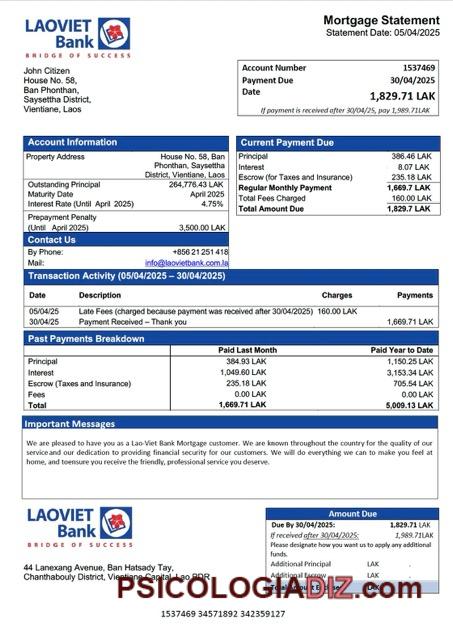 LAOVIET
Bank
BRIDGE OF SUCCESS
Mortgage Statement
Statement Date: 05/04/2025
John Citizen
House No. 58,
Ban Phonthan,
Saysettha District,
Vientiane, Laos
Account Number 1537469
Payment Due 30/04/2025
Date 1,829.71 LAK
If payment is received after 30/04/25, pay 1,989.71LAK
Account Information
Property Address House No. 58, Ban
Phonthan, Saysettha
District, Vientiane, Laos
Outstanding Principal 264,776.43 LAK
Maturity Date April 2025
Interest Rate (Until April 2025) 4.75%
Prepayment Penalty
(Until April 2025) 3,500.00 LAK
Contact Us
By Phone: +856 21 251 418
Mail: info@laovietbank.com.la
Current Payment Due
Principal 386.46 LAK
Interest 8.07 LAK
Escrow (for Taxes and Insurance) 235.18 LAK
Regular Monthly Payment 1,669.7 LAK
Total Fees Charged 160.00 LAK
Total Amount Due 1,829.7 LAK
Transaction Activity (05/04/2025 – 30/04/2025)
Date Description Charges Payments
05/04/25 Late Fees (charged because payment was received after 30/04/2025) 160.00 LAK
30/04/25 Payment Received – Thank you 1,669.71 LAK
Past Payments Breakdown
Paid Last Month Paid Year to Date
Principal 384.93 LAK 1,150.25 LAK
Interest 1,049.60 LAK 3,153.34 LAK
Escrow (Taxes and Insurance) 235.18 LAK 705.54 LAK
Fees 0.00 LAK 0.00 LAK
Total 1,669.71 LAK 5,009.13 LAK
Important Messages
We are pleased to have you as a Lao-Viet Bank Mortgage customer. We are known throughout the country for the quality of our
service and our dedication to providing financial security for our customers. We will do everything we can to make you feel at
home, and toensure you receive the friendly, professional service you deserve.
LAOVIET
Bank
BRIDGE OF SUCCESS
44 Lanexang Avenue, Ban Hatsady Tay,
Chanthabouly District, Vientiane Capital, Lao PDR
Amount Due
Due By 30/04/2025: 1,829.71 LAK
If received after 30/04/2025: 1,989.71LAK
Please designate how you want us to apply any additional
funds.
Additional Principal LAK .
Additional Escrow LAK .
Total Amount LAK .
PSICOLOGIADIZ.com
1537469 34571892 342359127